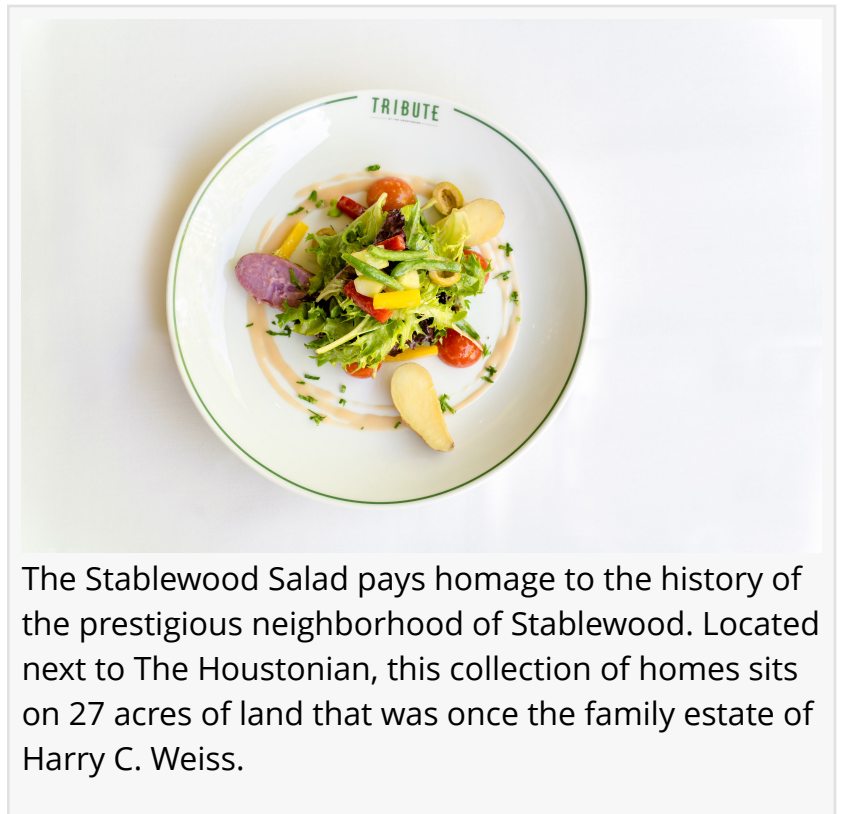 TRIBUTE
The Stablewood Salad pays homage to the history of
the prestigious neighborhood of Stablewood. Located
next to The Houstonian, this collection of homes sits
on 27 acres of land that was once the family estate of
Harry C. Weiss.